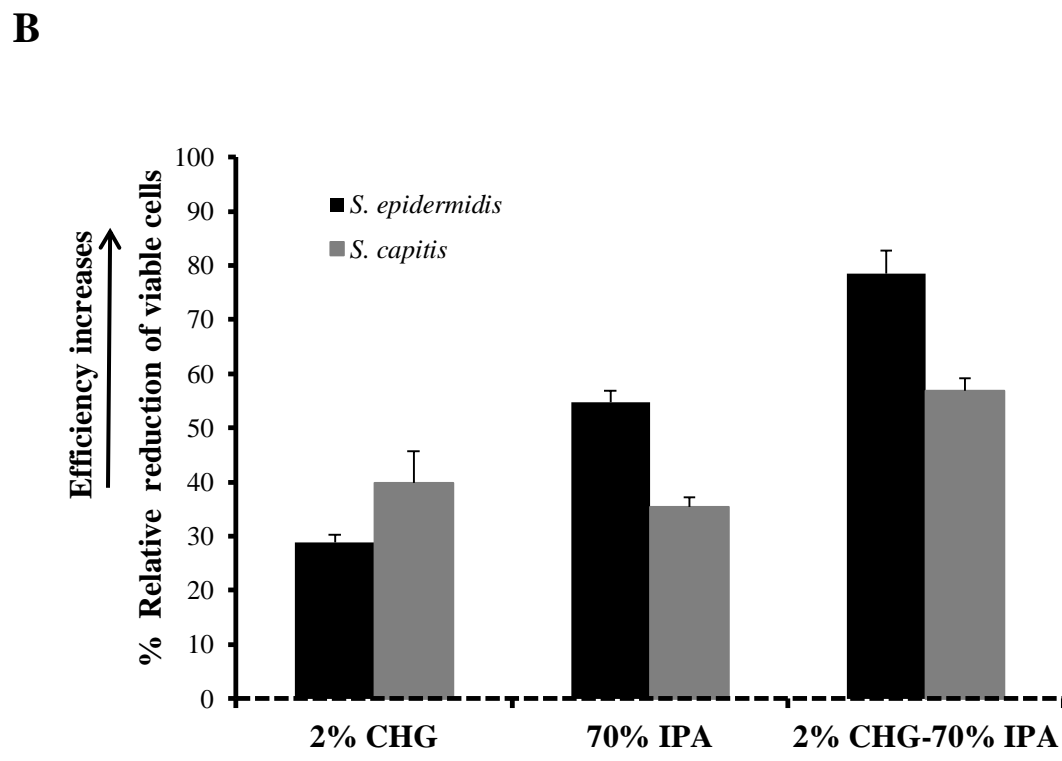 B
Efficiency increases
% Relative reduction of viable cells
100
90
80
70
60
50
40
30
20
10
0
S. epidermidis
S. capitis
2% CHG
70% IPA
2% CHG-70% IPA